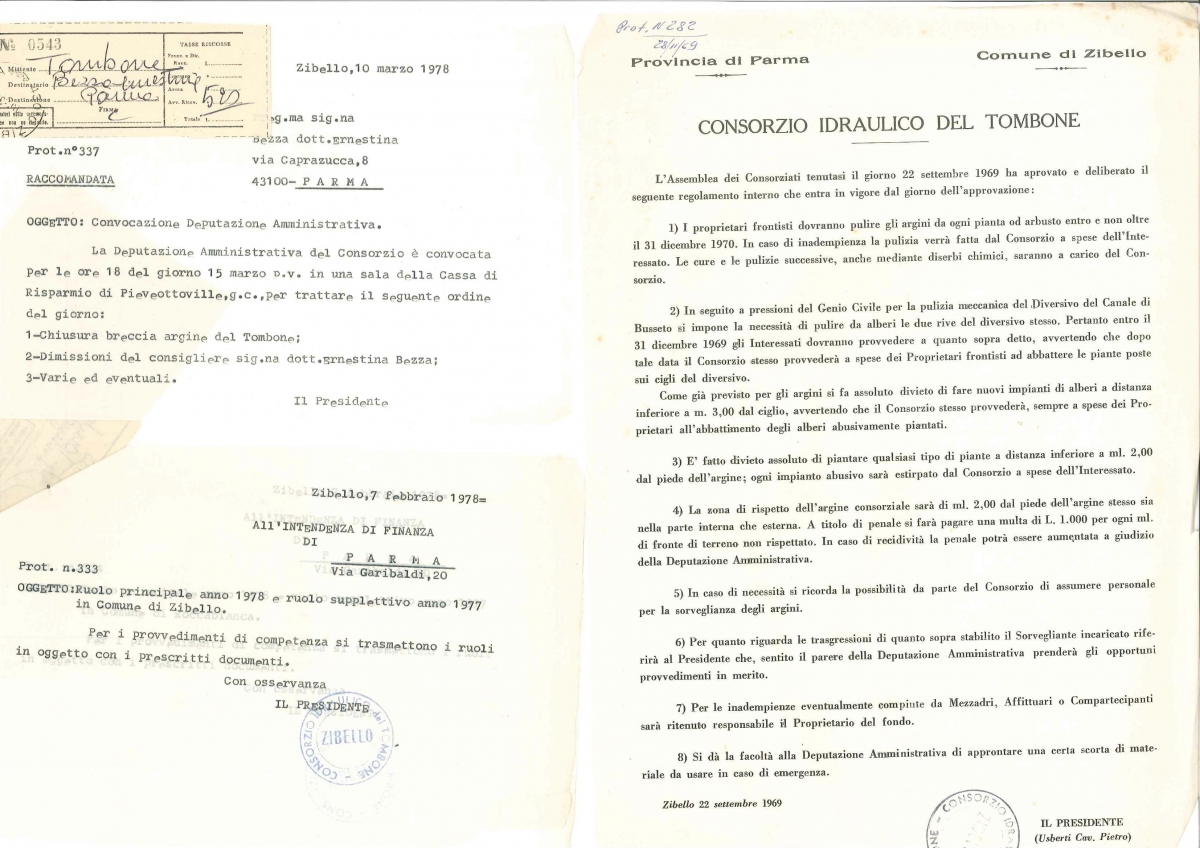 Nº 0543
TASSE RISCOSSE
Mittente Tombone
Destinatario Bezza Ernestina
Destinazione Parma
Racc.
Ass. Ricev.
Totale L.
Zibello,10 marzo 1978
eg.ma sig.na
Bezza dott.ernestina
via Caprazucca,8
43100- P A R M A
Prot.n°337
RACCOMANDATA
OGGETTO: Convocazione Deputazione Amministrativa.
La Deputazione Amministrativa del Consorzio è convocata
per le ore 18 del giorno 15 marzo p.v. in una sala della Cassa di
Risparmio di Pieveottoville,g.c.,per trattare il seguente ordine
del giorno:
1-Chiusura breccia argine del Tombone;
2-Dimissioni del consigliere sig.na dott.Ernestina Bezza;
3-Varie ed eventuali.
Il Presidente
Zibello,7 febbraio 1978=
All'INTENDENZA DI FINANZA
DI
P A R M A
Via Garibaldi,20
Prot. n.333
OGGETTO:Ruolo principale anno 1978 e ruolo supplettivo anno 1977
in Comune di Zibello.
Per i provvedimenti di competenza si trasmettono i ruoli
in oggetto con i prescritti documenti.
Con osservanza
IL PRESIDENTE
CONSORZIO IDRAULICO del TOMBONE
ZIBELLO
Prot. N 282
28/11/69
Provincia di Parma
Comune di Zibello
CONSORZIO IDRAULICO DEL TOMBONE
L'Assemblea dei Consorziati tenutasi il giorno 22 settembre 1969 ha aprovato e deliberato il
seguente regolamento interno che entra in vigore dal giorno dell'approvazione:
1) I proprietari frontisti dovranno pulire gli argini da ogni pianta od arbusto entro e non oltre
il 31 dicembre 1970. In caso di inadempienza la pulizia verrà fatta dal Consorzio a spese dell'Inte-
ressato. Le cure e le pulizie successive, anche mediante diserbi chimici, saranno a carico del Con-
sorzio.
2) In seguito a pressioni del Genio Civile per la pulizia meccanica del Diversivo del Canale di
Busseto si impone la necessità di pulire da alberi le due rive del diversivo stesso. Pertanto entro il
31 dicembre 1969 gli Interessati dovranno provvedere a quanto sopra detto, avvertendo che dopo
tale data il Consorzio stesso provvederà a spese dei Proprietari frontisti ad abbattere le piante poste
sui cigli del diversivo.
Come già previsto per gli argini si fa assoluto divieto di fare nuovi impianti di alberi a distanza
inferiore a m. 3,00 dal ciglio, avvertendo che il Consorzio stesso provvederà, sempre a spese dei Pro-
prietari all'abbattimento degli alberi abusivamente piantati.
3) E' fatto divieto assoluto di piantare qualsiasi tipo di piante a distanza inferiore a ml. 2,00
dal piede dell'argine; ogni impianto abusivo sarà estirpato dal Consorzio a spese dell'Interessato.
4) La zona di rispetto dell'argine consorziale sarà di ml. 2,00 dal piede dell'argine stesso sia
nella parte interna che esterna. A titolo di penale si farà pagare una multa di L. 1.000 per ogni ml.
di fronte di terreno non rispettato. In caso di recidività la penale potrà essere aumentata a giudizio
della Deputazione Amministrativa.
5) In caso di necessità si ricorda la possibilità da parte del Consorzio di assumere personale
per la sorveglianza degli argini.
6) Per quanto riguarda le trasgressioni di quanto sopra stabilito il Sorvegliante incaricato rife-
rirà al Presidente che, sentito il parere della Deputazione Amministrativa prenderà gli opportuni
provvedimenti in merito.
7) Per le inadempienze eventualmente compiute da Mezzadri, Affittuari o Compartecipanti
sarà ritenuto responsabile il Proprietario del fondo.
8) Si dà la facoltà alla Deputazione Amministrativa di approntare una certa scorta di mate-
riale da usare in caso di emergenza.
Zibello 22 settembre 1969
CONSORZIO IDRA
IL PRESIDENTE
(Usberti Cav. Pietro)